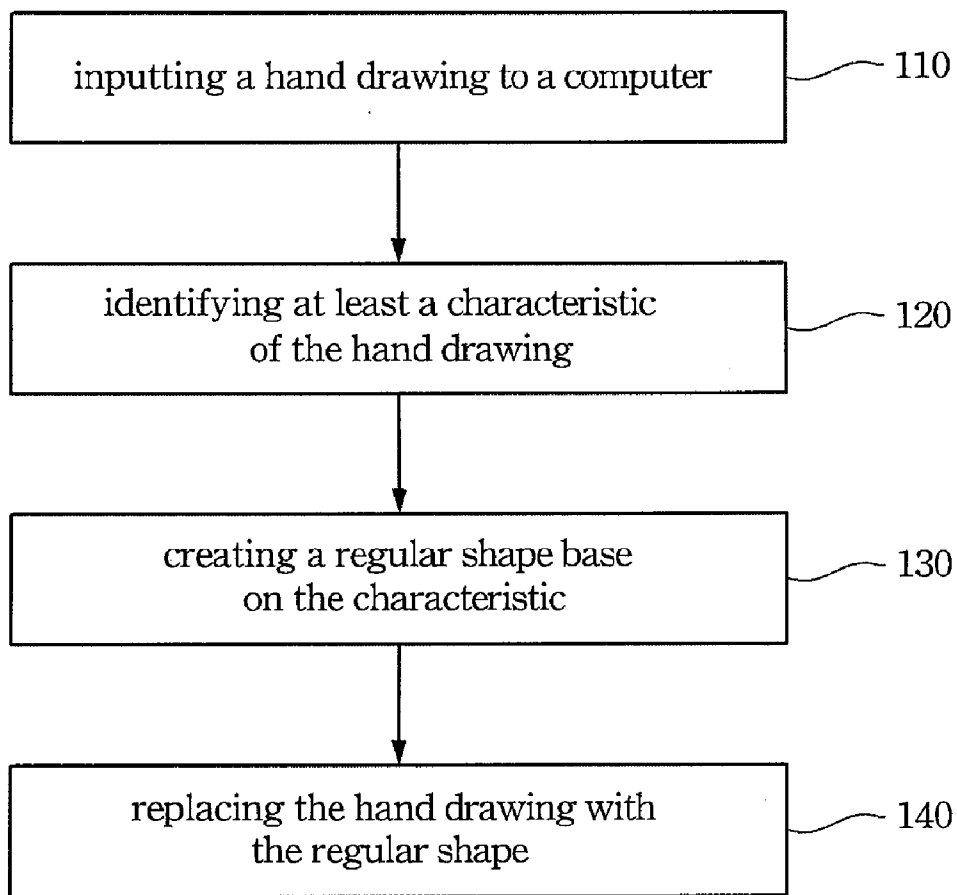 inputting a hand drawing to a computer
110
identifying at least a characteristic
of the hand drawing
120
creating a regular shape base
on the characteristic
130
replacing the hand drawing with
the regular shape
140